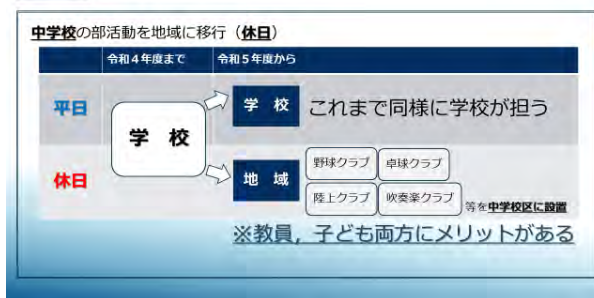 中学校の部活動を地域に移行（休日）
令和４年度まで 令和５年度から
平日 学校 学校 これまで同様に学校が担う
休日 地域 野球クラブ 卓球クラブ
陸上クラブ 吹奏楽クラブ 等を中学校区に設置
※教員，子ども両方にメリットがある